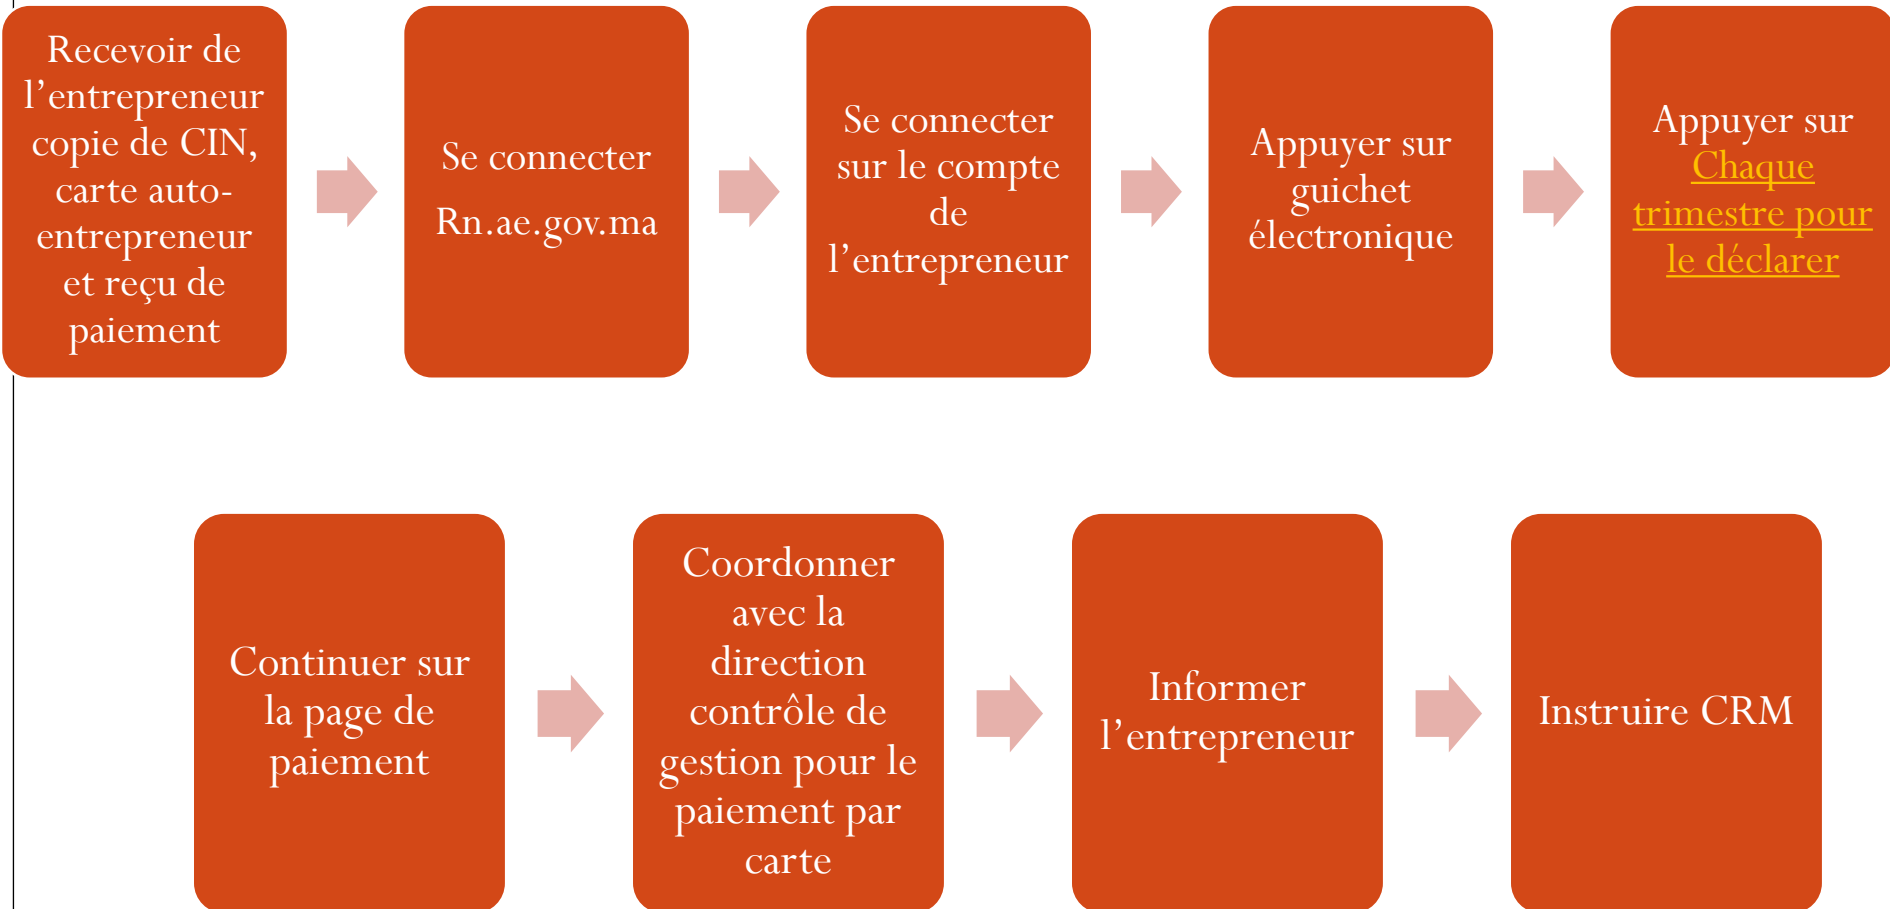 Recevoir de
l’entrepreneur
copie de CIN,
carte auto-
entrepreneur
et reçu de
paiement
Se connecter
Rn.ae.gov.ma
Se connecter
sur le compte
de
l’entrepreneur
Appuyer sur
guichet
électronique
Appuyer sur
Chaque
trimestre pour
le déclarer
Continuer sur
la page de
paiement
Coordonner
avec la
direction
contrôle de
gestion pour le
paiement par
carte
Informer
l’entrepreneur
Instruire CRM